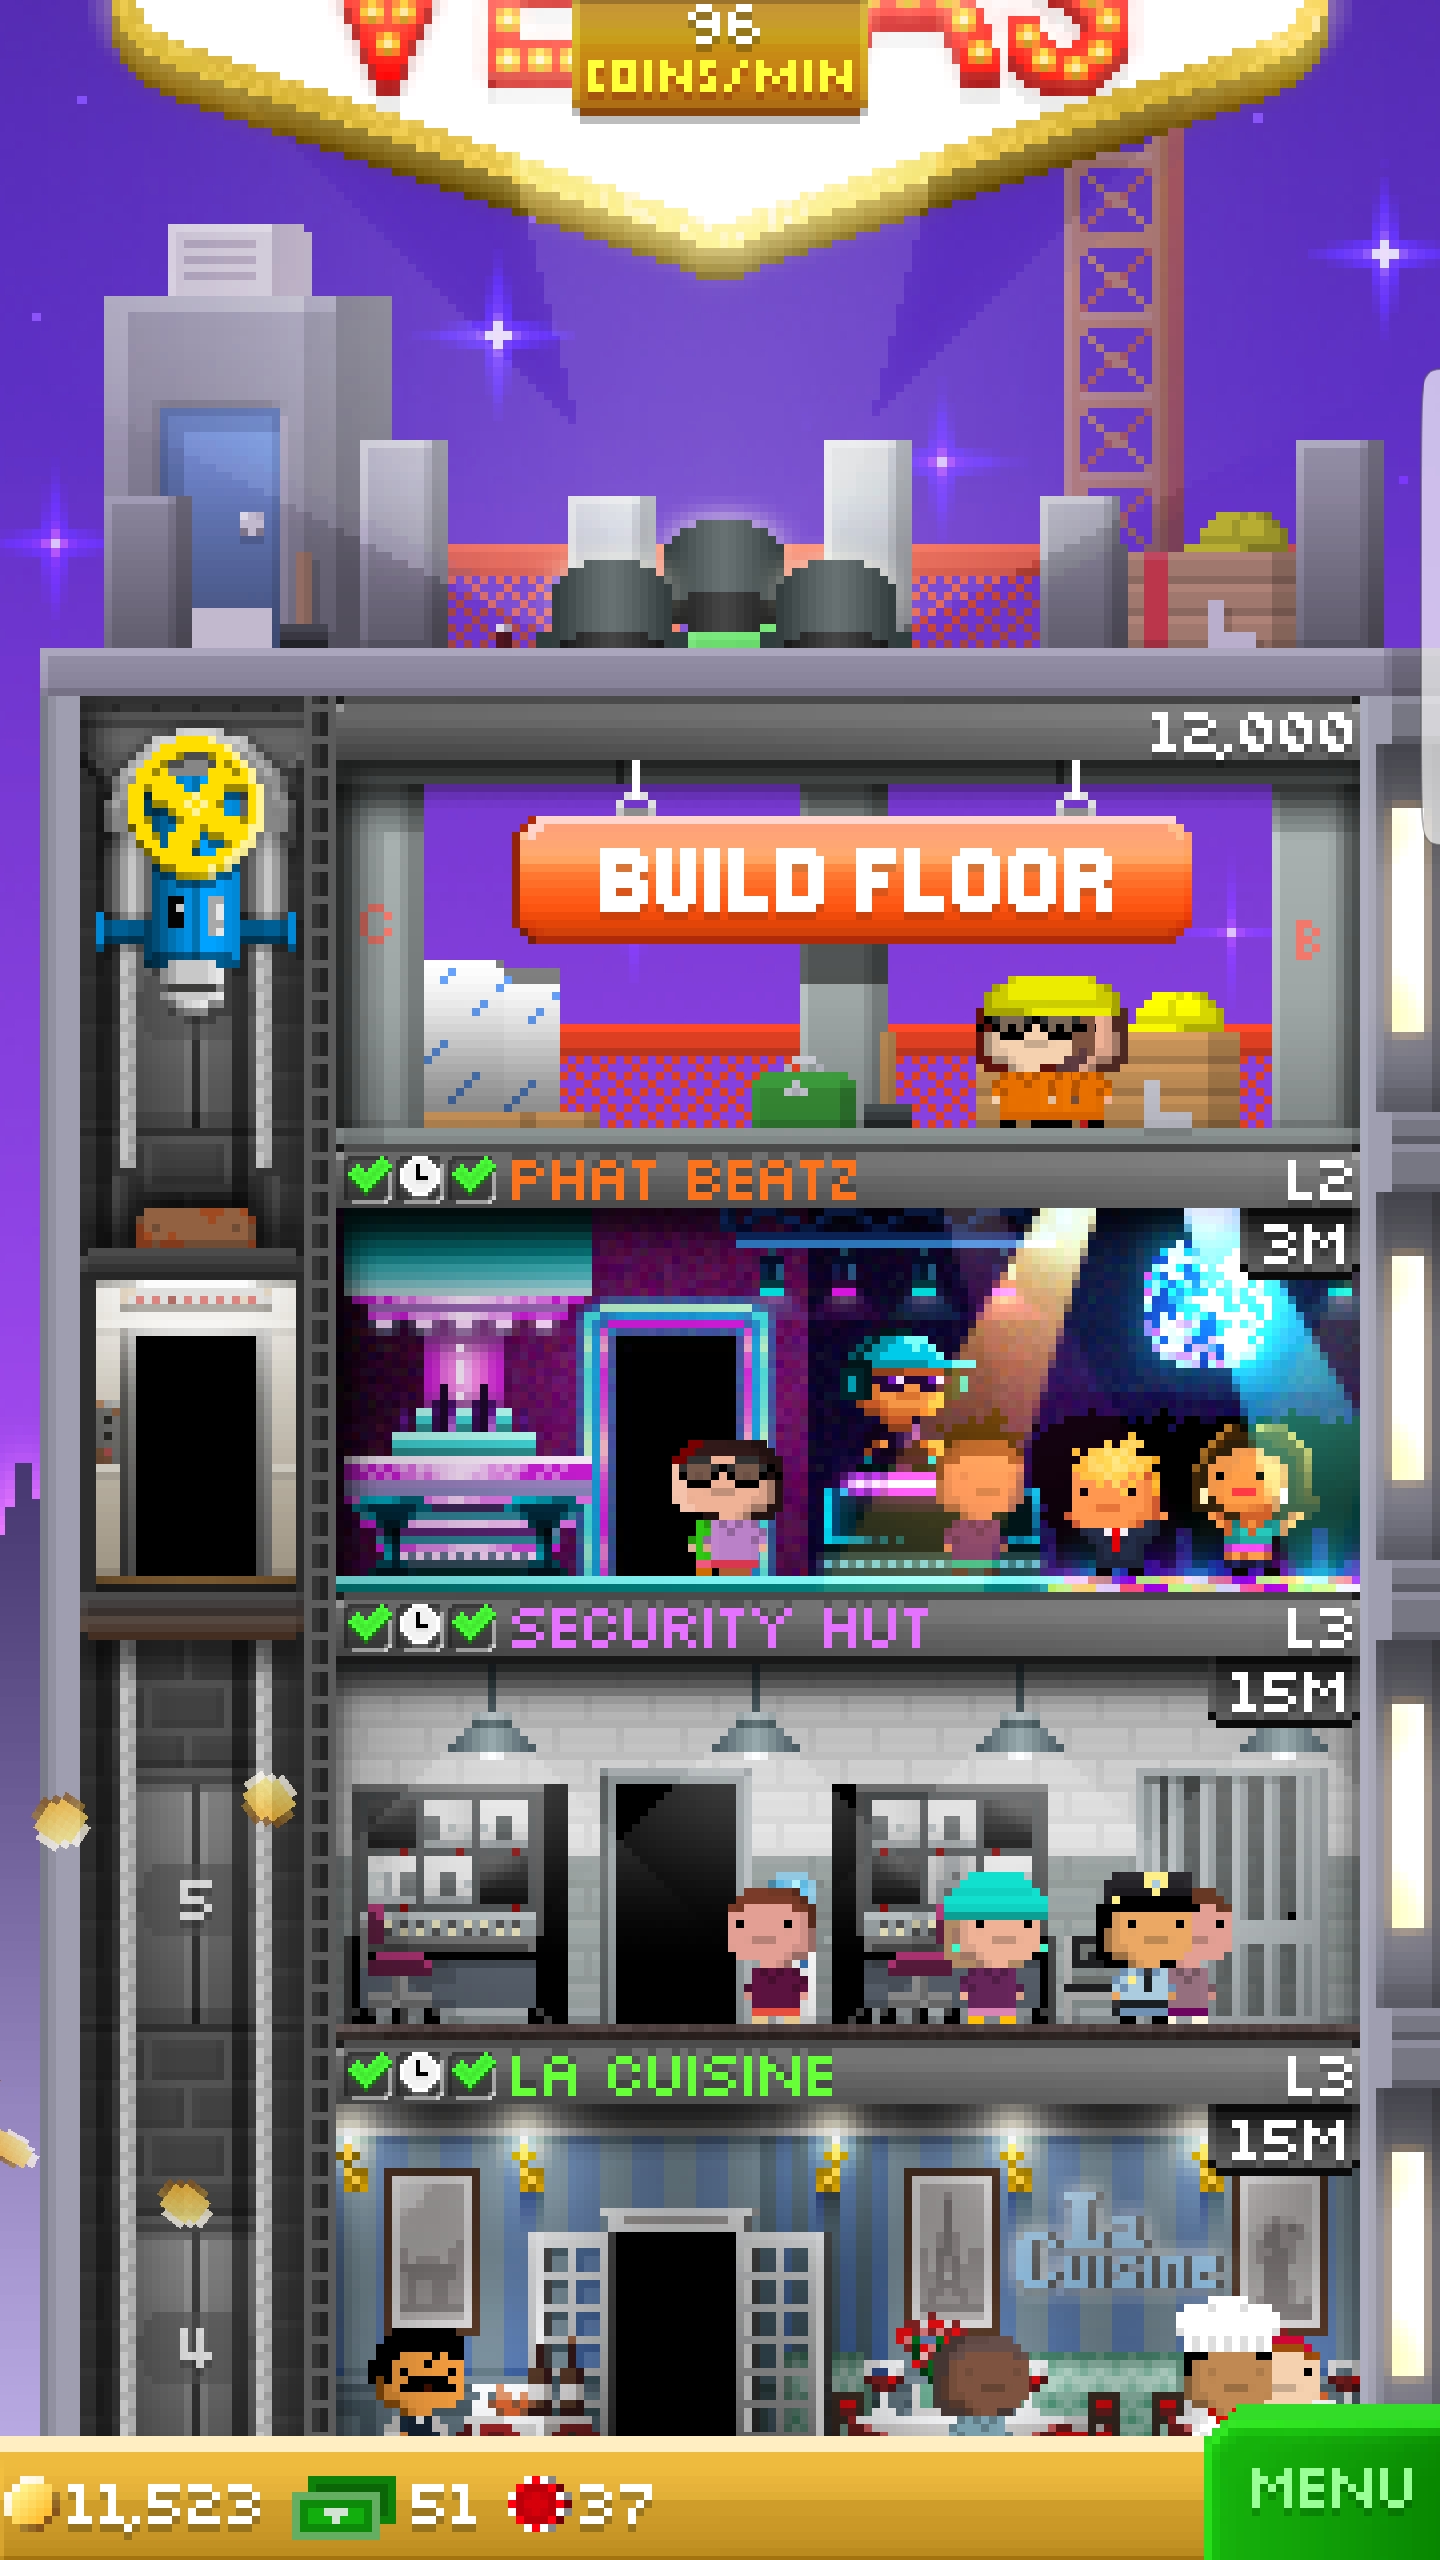 96
COINS/MIN
12,000
BUILD FLOOR
C
B
PHAT BEATZ
L2
3M
SECURITY HUT
L3
15M
5
LA CUISINE
L3
15M
La
Cuisine
4
11,523
51
37
MENU